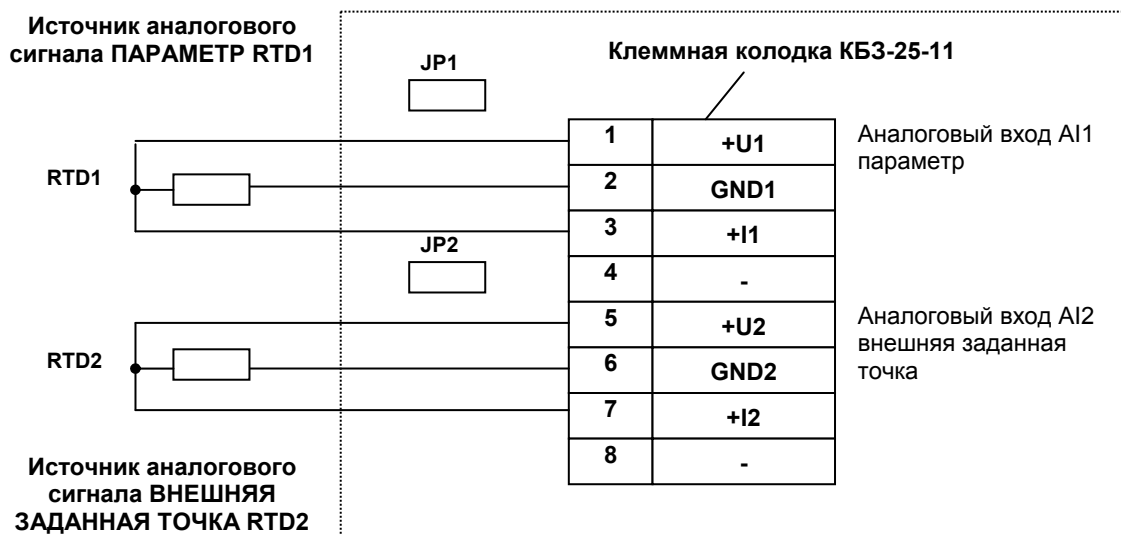 Источник аналогового
сигнала ПАРАМЕТР RTD1
JP1
Клеммная колодка КБЗ-25-11
1 +U1
Аналоговый вход AI1
параметр
RTD1
2 GND1
3 +I1
JP2
4 -
5 +U2
Аналоговый вход AI2
внешняя заданная
точка
RTD2
6 GND2
7 +I2
8 -
Источник аналогового
сигнала ВНЕШНЯЯ
ЗАДАННАЯ ТОЧКА RTD2